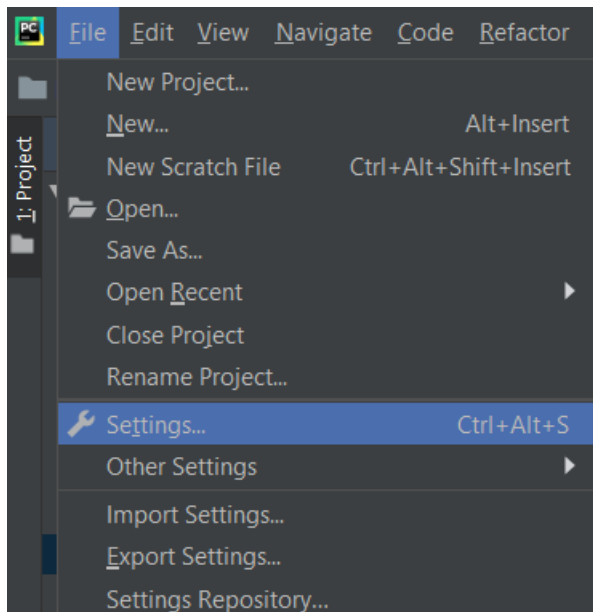 PC
File Edit View Navigate Code Refactor
New Project...
New... Alt+Insert
New Scratch File Ctrl+Alt+Shift+Insert
1: Project
Open...
Save As...
Open Recent
Close Project
Rename Project...
Settings... Ctrl+Alt+S
Other Settings
Import Settings...
Export Settings...
Settings Repository...